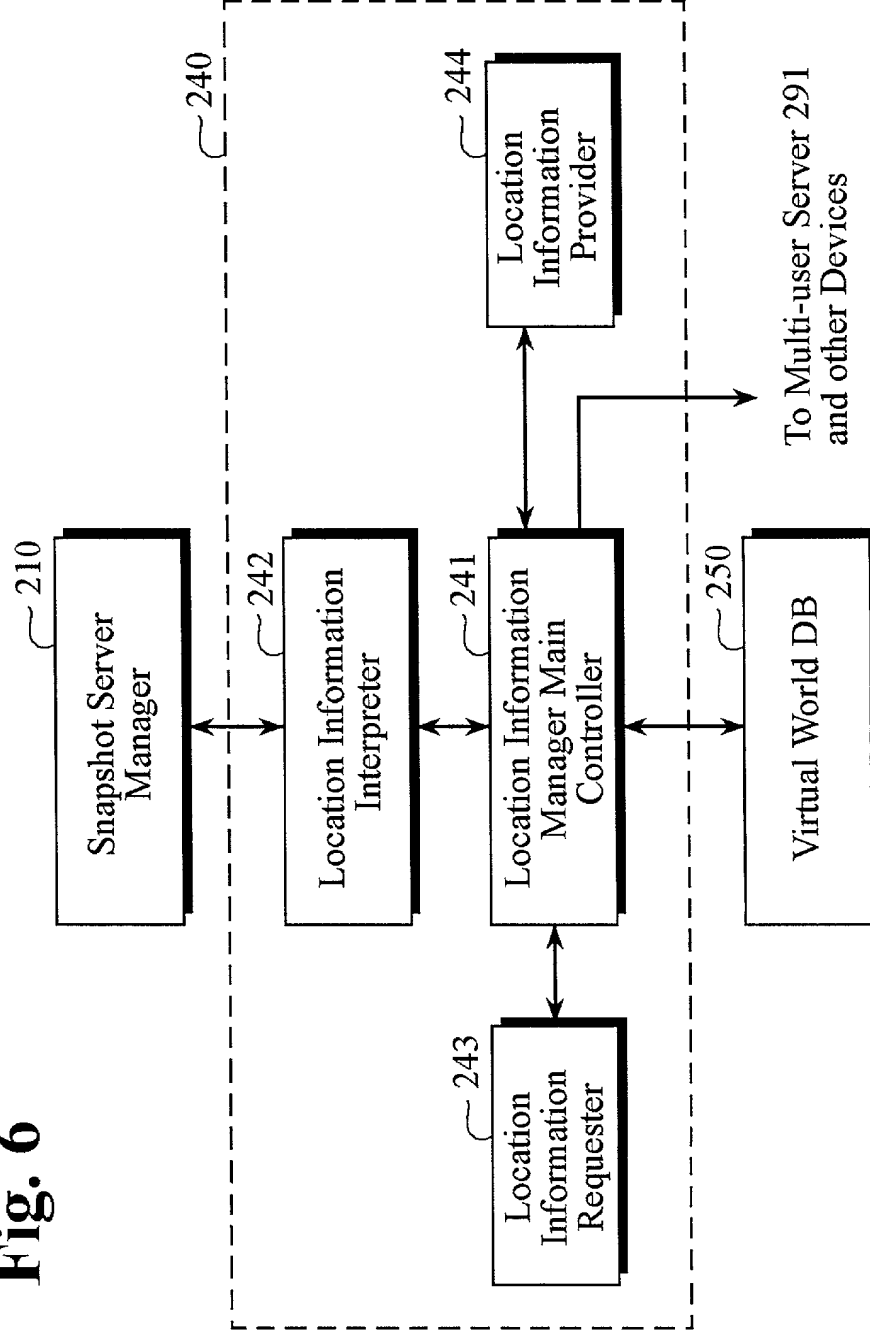 Fig. 6
210
Snapshot Server
Manager
240
242
Location Information
Interpreter
243
Location
Information
Requester
241
Location Information
Manager Main
Controller
244
Location
Information
Provider
250
Virtual World DB
To Multi-user Server 291
and other Devices